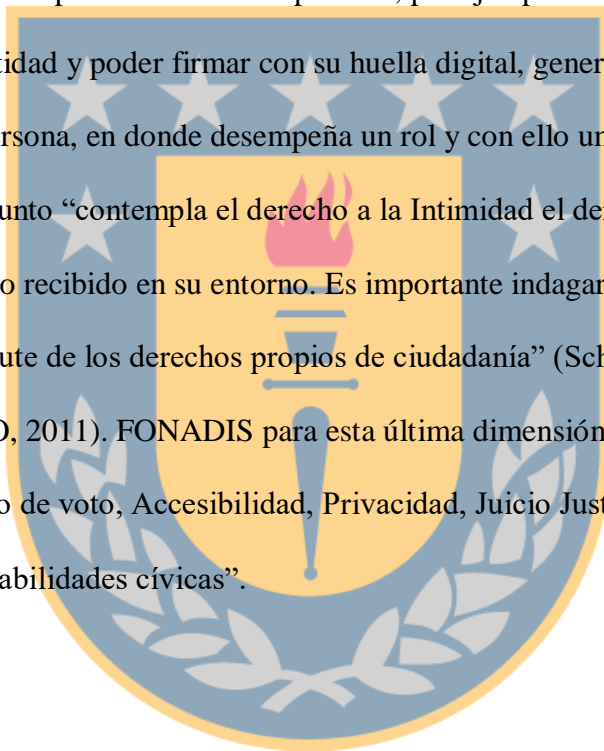 tidad y poder firmar con su huella digital, gener
rsona, en donde desempeña un rol y con ello un
unto “contempla el derecho a la Intimidad el de
o recibido en su entorno. Es importante indagar
ute de los derechos propios de ciudadanía” (Sch
O, 2011). FONADIS para esta última dimensión
o de voto, Accesibilidad, Privacidad, Juicio Just
abilidades cívicas”.